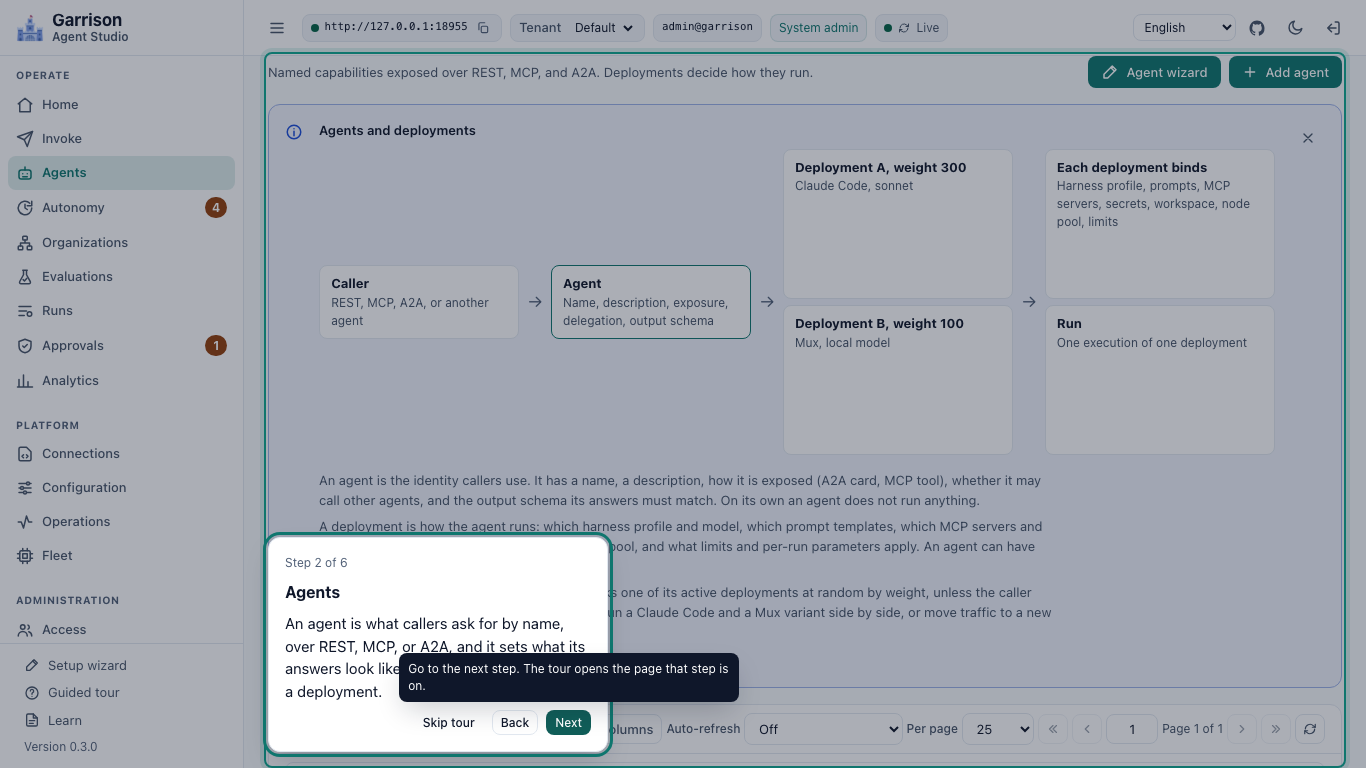 Garrison
Agent Studio
http://127.0.0.1:18955
Tenant Default
admin@garrison
System admin
Live
English
OPERATE
Home
Invoke
Agents
Autonomy 4
Organizations
Evaluations
Runs
Approvals 1
Analytics
PLATFORM
Connections
Configuration
Operations
Fleet
ADMINISTRATION
Access
Setup wizard
Guided tour
Learn
Version 0.3.0
Named capabilities exposed over REST, MCP, and A2A. Deployments decide how they run.
Agent wizard
Add agent
Agents and deployments
Caller
REST, MCP, A2A, or another
agent
Agent
Name, description, exposure,
delegation, output schema
Deployment A, weight 300
Claude Code, sonnet
Deployment B, weight 100
Mux, local model
Each deployment binds
Harness profile, prompts, MCP
servers, secrets, workspace, node
pool, limits
Run
One execution of one deployment
An agent is the identity callers use. It has a name, a description, how it is exposed (A2A card, MCP tool), whether it may
call other agents, and the output schema its answers must match. On its own an agent does not run anything.
A deployment is how the agent runs: which harness profile and model, which prompt templates, which MCP servers and
pool, and what limits and per-run parameters apply. An agent can have
one of its active deployments at random by weight, unless the caller
a Claude Code and a Mux variant side by side, or move traffic to a new
Step 2 of 6
Agents
An agent is what callers ask for by name,
over REST, MCP, or A2A, and it sets what its
answers look like
a deployment.
Go to the next step. The tour opens the page that step is
on.
Skip tour
Back
Next
Auto-refresh Off
Per page 25
1
Page 1 of 1